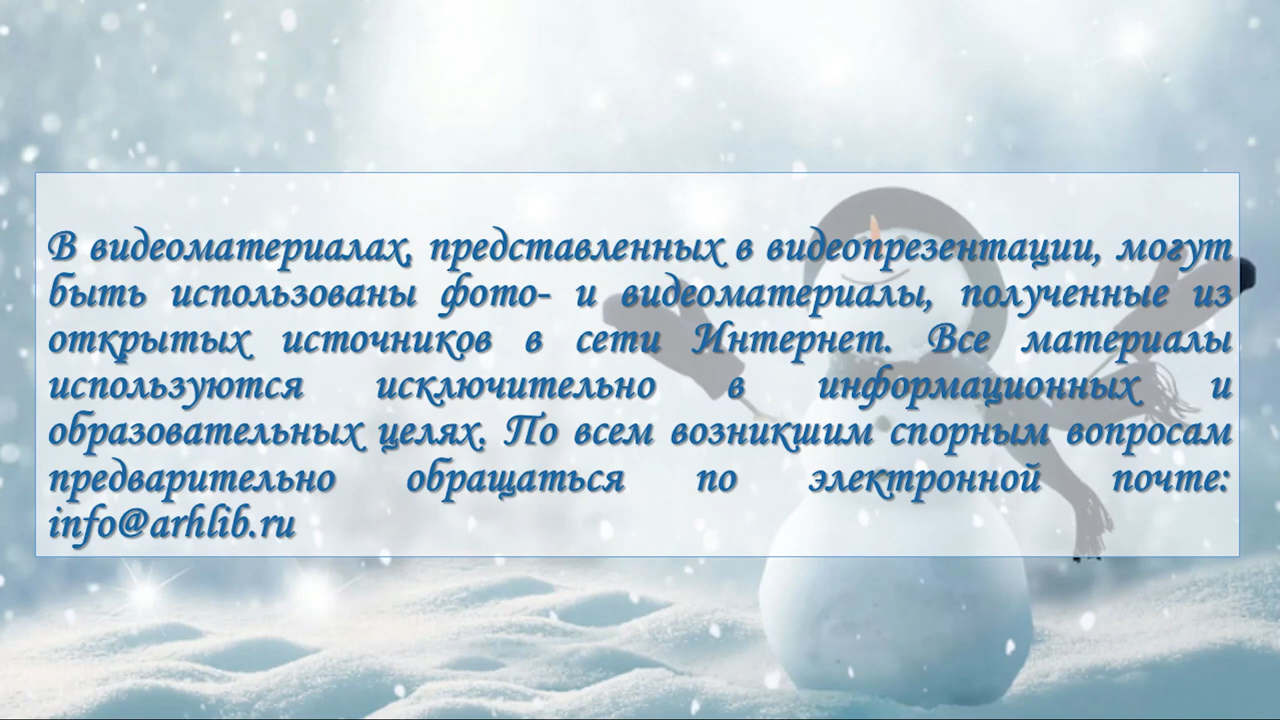 В видеоматериалах, представленных в видеопрезентации, могут
быть использованы фото- и видеоматериалы, полученные из
открытых источников в сети Интернет. Все материалы
используются исключительно в информационных и
образовательных целях. По всем возникшим спорным вопросам
предварительно обращаться по электронной почте:
info@arhlib.ru